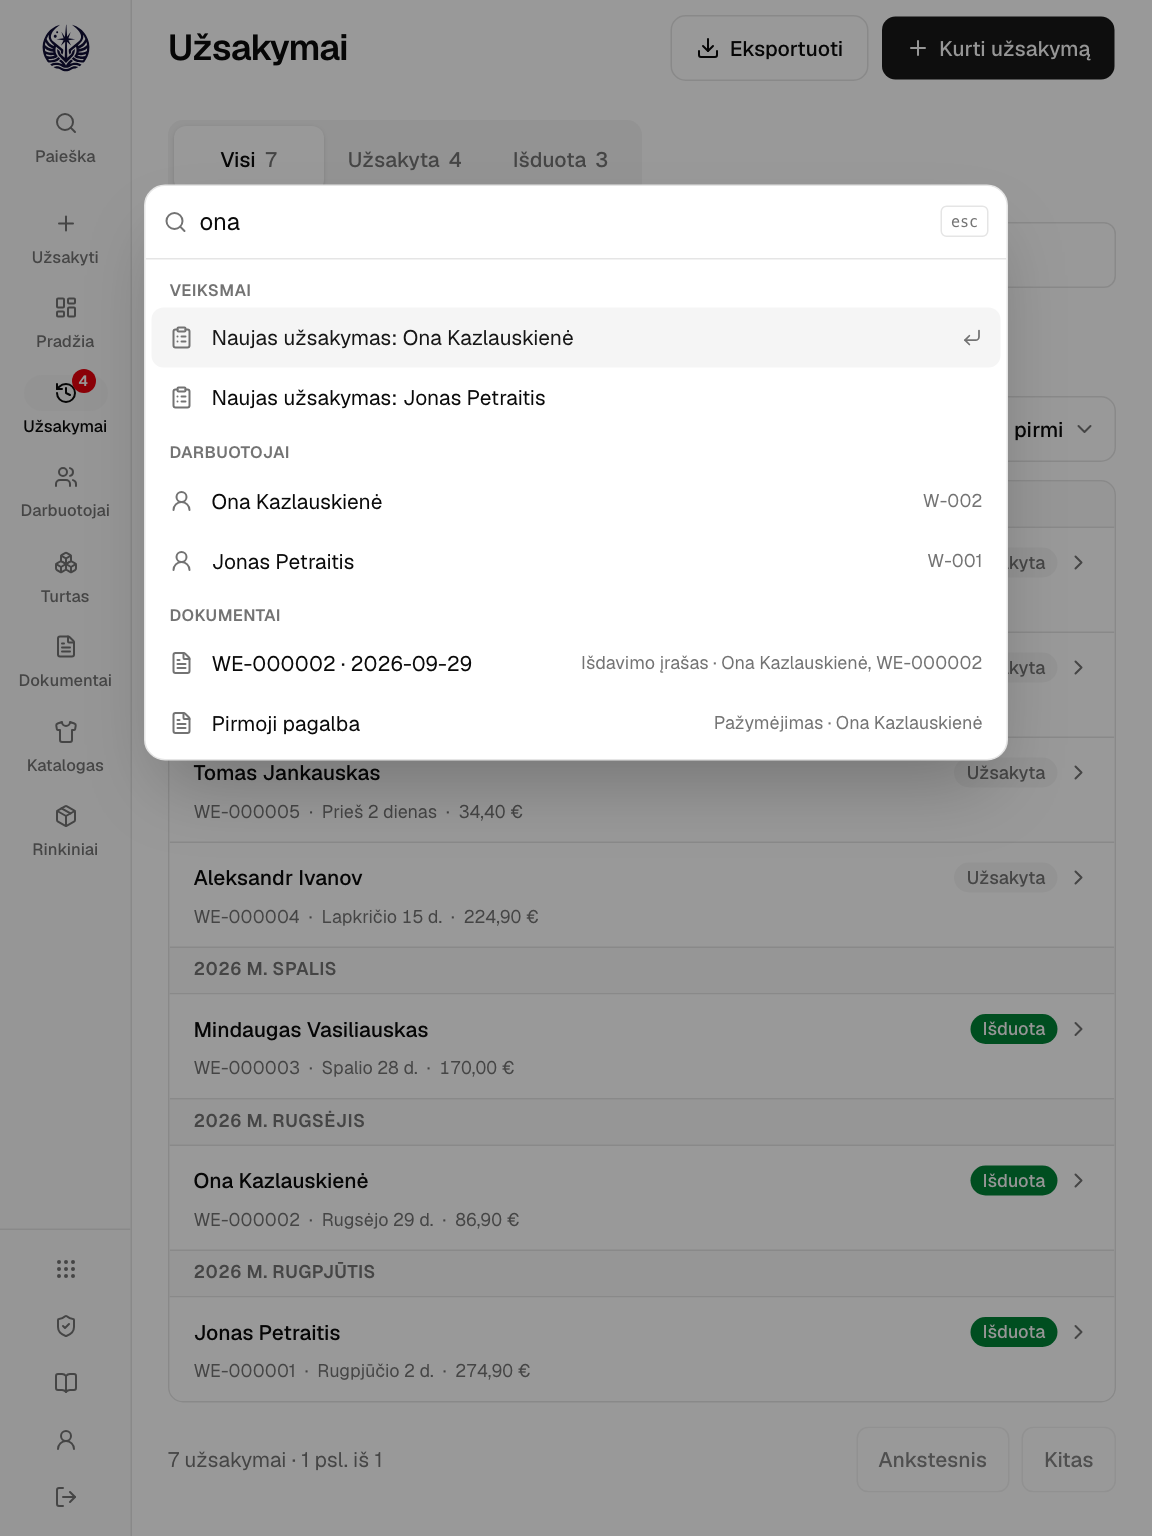 Užsakymai
Eksportuoti
Kurti užsakymą
Paieška
Užsakyti
Pradžia
4
Užsakymai
Darbuotojai
Turtas
Dokumentai
Katalogas
Rinkiniai
Visi 7
Užsakyta 4
Išduota 3
ona
esc
VEIKSMAI
Naujas užsakymas: Ona Kazlauskienė
Naujas užsakymas: Jonas Petraitis
DARBUOTOJAI
Ona Kazlauskienė W-002
Jonas Petraitis W-001
DOKUMENTAI
WE-000002 · 2026-09-29 Išdavimo įrašas · Ona Kazlauskienė, WE-000002
Pirmoji pagalba Pažymėjimas · Ona Kazlauskienė
pirmi
Tomas Jankauskas Užsakyta
WE-000005 · Prieš 2 dienas · 34,40 €
Aleksandr Ivanov Užsakyta
WE-000004 · Lapkričio 15 d. · 224,90 €
2026 M. SPALIS
Mindaugas Vasiliauskas Išduota
WE-000003 · Spalio 28 d. · 170,00 €
2026 M. RUGSĖJIS
Ona Kazlauskienė Išduota
WE-000002 · Rugsėjo 29 d. · 86,90 €
2026 M. RUGPJŪTIS
Jonas Petraitis Išduota
WE-000001 · Rugpjūčio 2 d. · 274,90 €
7 užsakymai · 1 psl. iš 1
Ankstesnis
Kitas